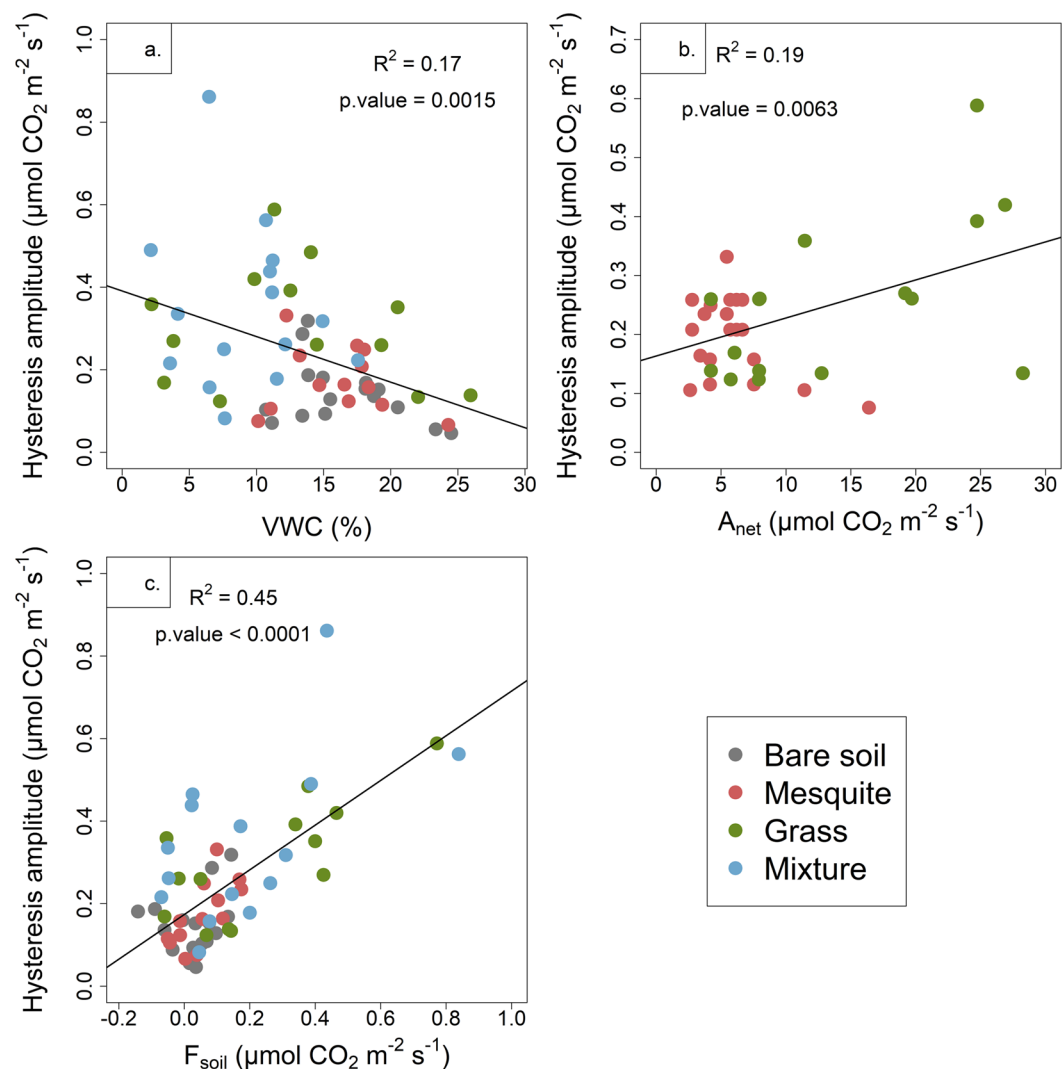 a.
R² = 0.17
p.value = 0.0015
Hysteresis amplitude (µmol CO₂ m⁻² s⁻¹)
0.0 0.2 0.4 0.6 0.8 1.0
0 5 10 15 20 25 30
VWC (%)
b.
R² = 0.19
p.value = 0.0063
Hysteresis amplitude (µmol CO₂ m⁻² s⁻¹)
0.0 0.1 0.2 0.3 0.4 0.5 0.6 0.7
0 5 10 15 20 25 30
Aₙₑₜ (µmol CO₂ m⁻² s⁻¹)
c.
R² = 0.45
p.value < 0.0001
Hysteresis amplitude (µmol CO₂ m⁻² s⁻¹)
0.0 0.2 0.4 0.6 0.8 1.0
-0.2 0.0 0.2 0.4 0.6 0.8 1.0
F_soil (µmol CO₂ m⁻² s⁻¹)
Bare soil
Mesquite
Grass
Mixture